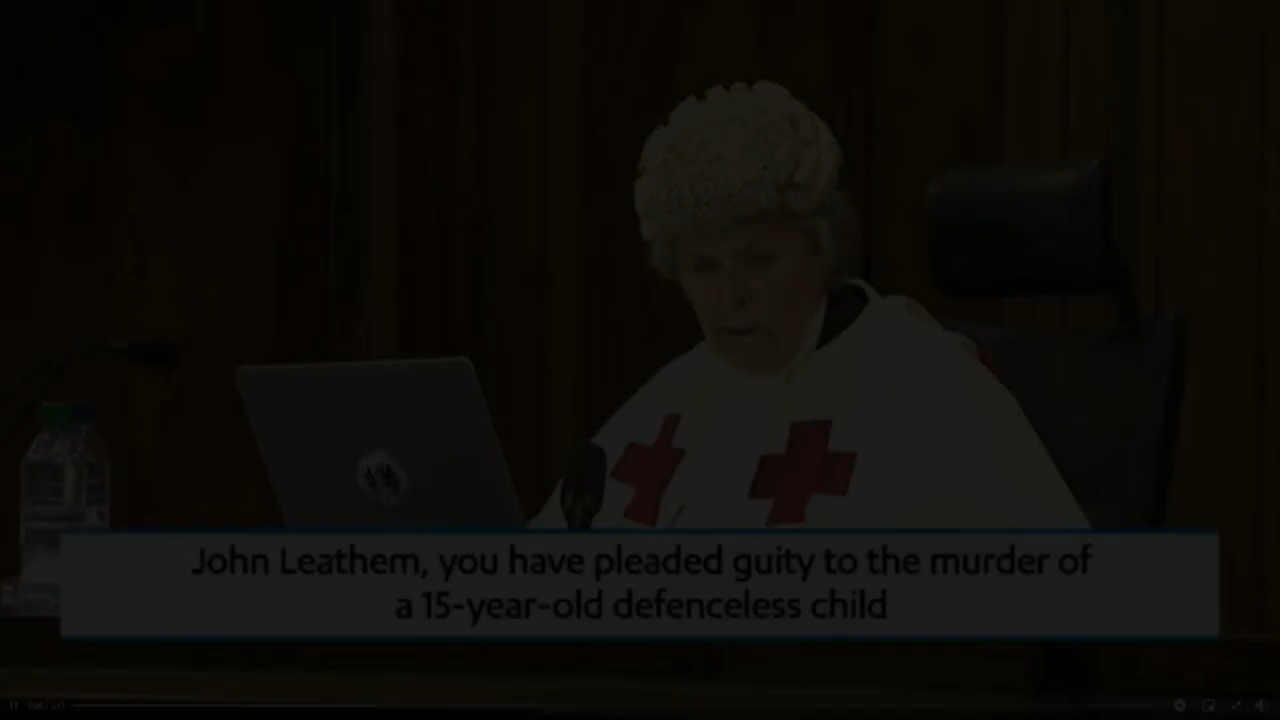 John Leathem, you have pleaded guity to the murder of
a 15-year-old defenceless child